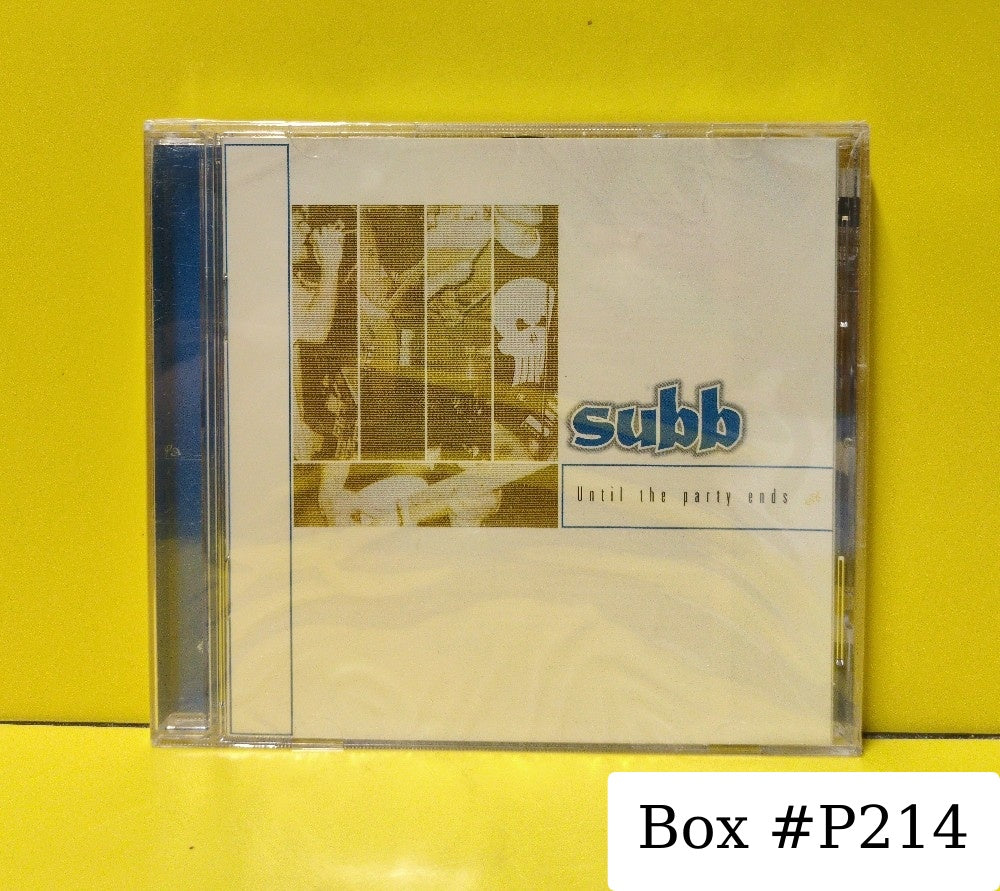 subb
Until the party ends
Box #P214